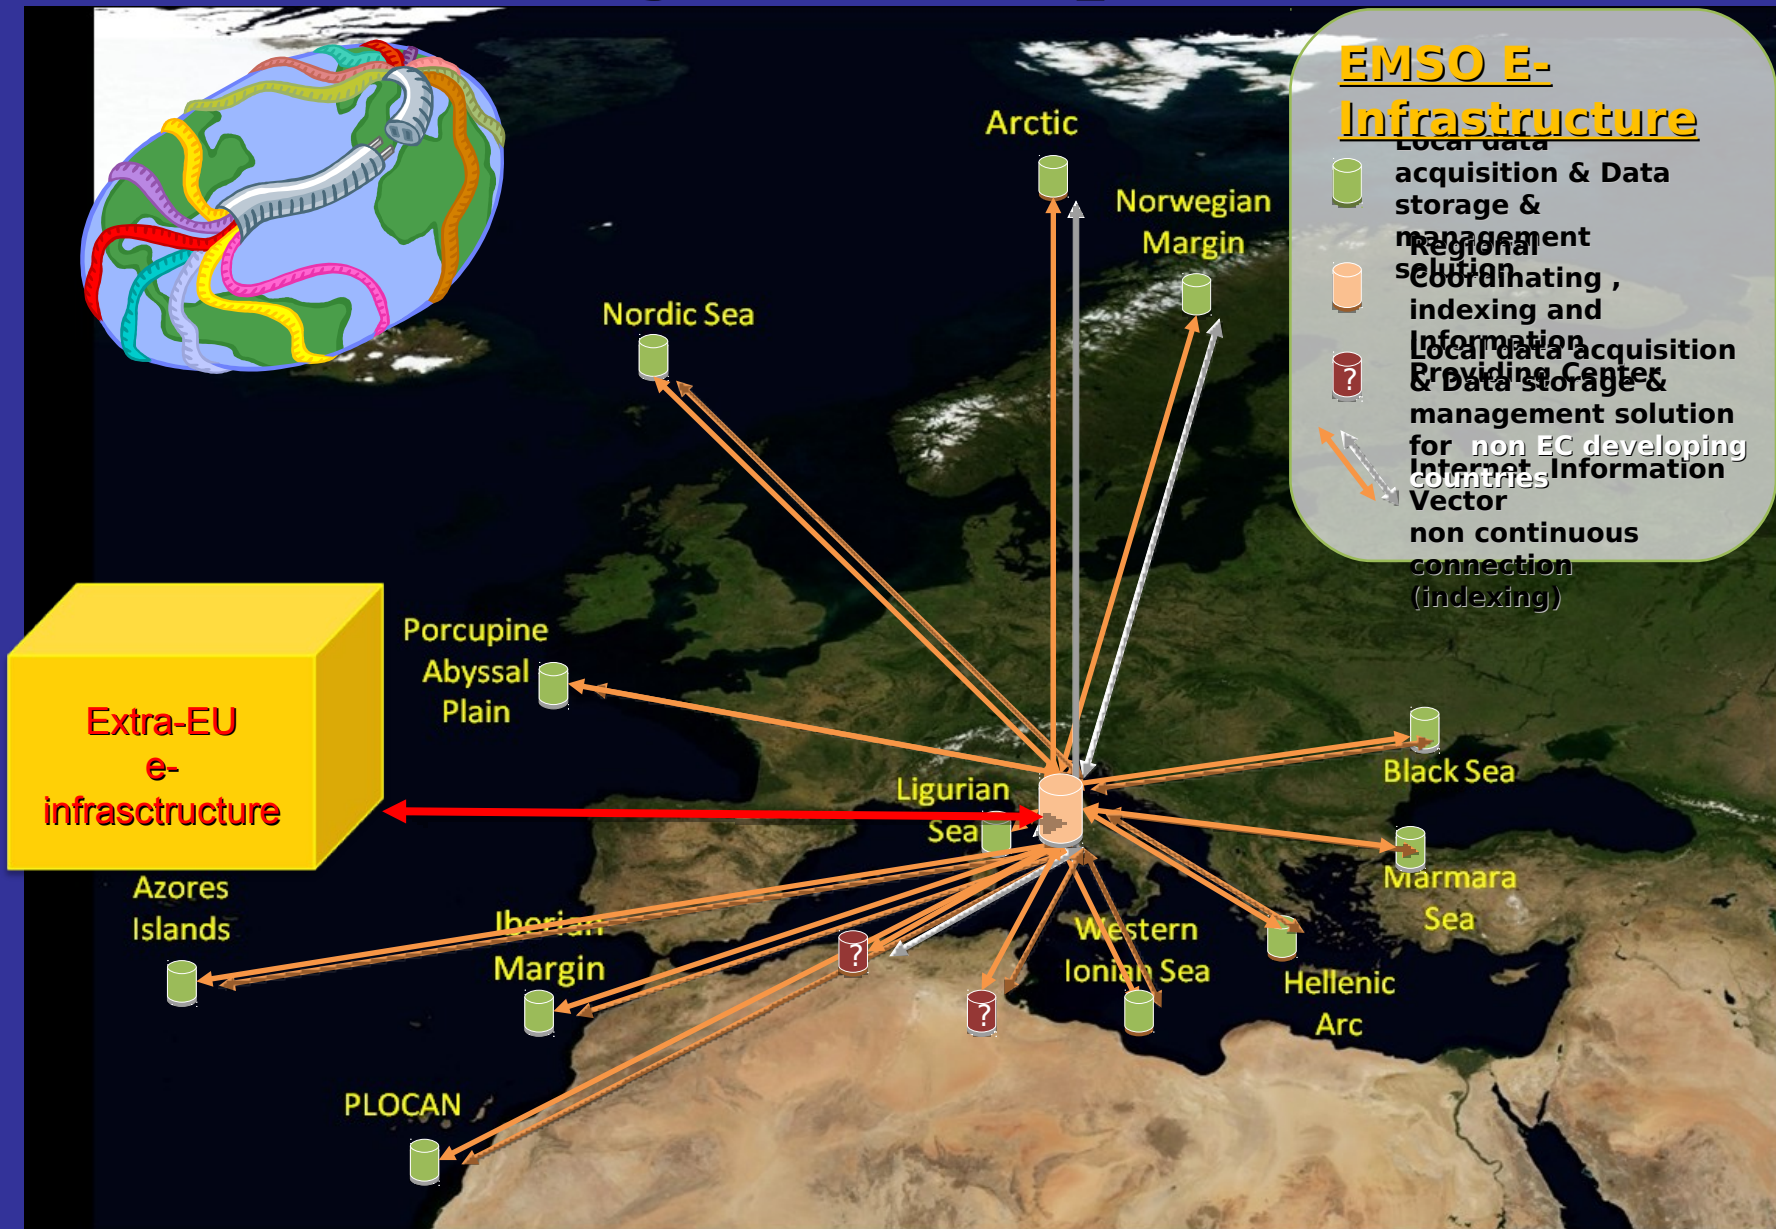 EMSO E-
Infrastructure
Local data
acquisition & Data
storage &
management
solution
Regional
Coordinating ,
indexing and
Information
Providing Center
Local data acquisition
& Data storage &
management solution
for non EC developing
countries
Internet Information
Vector
non continuous
connection
(indexing)
?
Arctic
Norwegian
Margin
Nordic Sea
Porcupine
Abyssal
Plain
Extra-EU
e-
infrasctructure
Ligurian
Sea
Black Sea
Marmara
Sea
Azores
Islands
Iberian
Margin
Western
Ionian Sea
Hellenic
Arc
?
?
PLOCAN